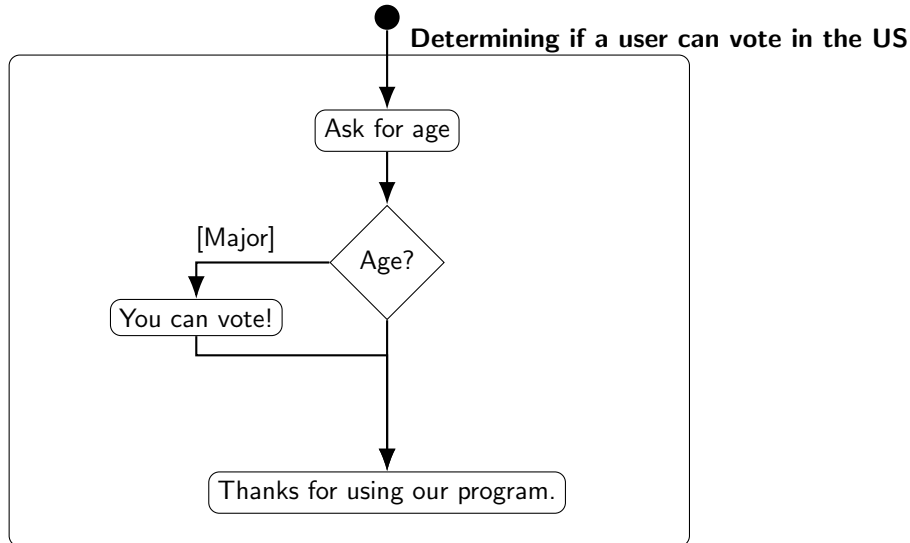 Determining if a user can vote in the US
Ask for age
Age?
[Major]
You can vote!
Thanks for using our program.